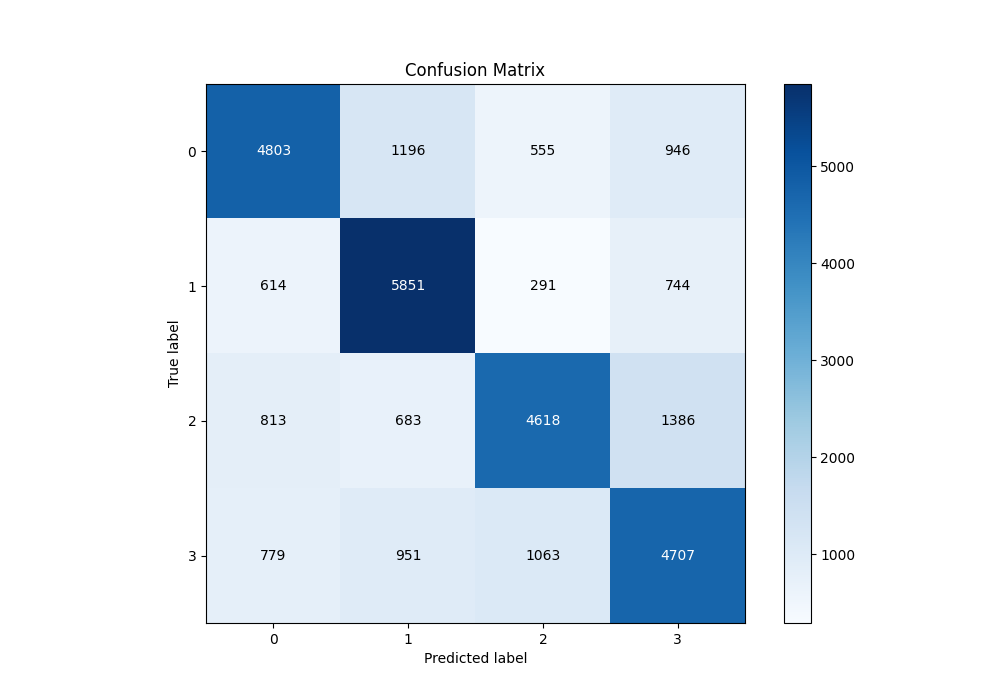 Confusion Matrix
0 4803 1196 555 946
1 614 5851 291 744
2 813 683 4618 1386
3 779 951 1063 4707
0 1 2 3
Predicted label
True label
5000
4000
3000
2000
1000